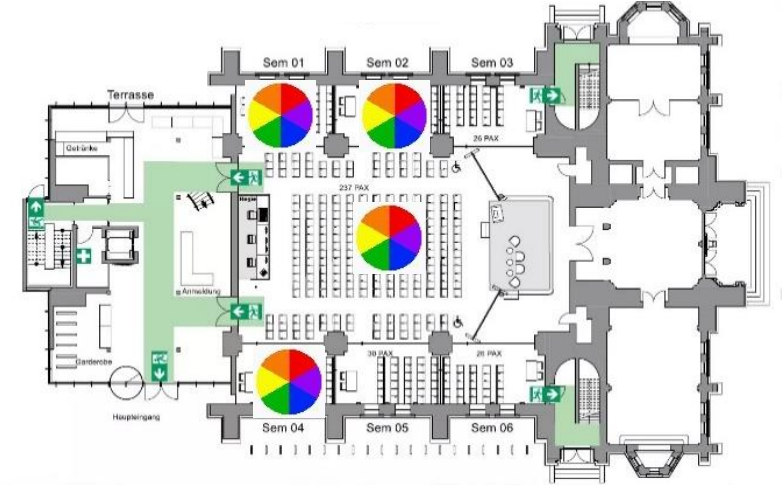 Sem 01
Sem 02
Sem 03
Terrasse
Getränke
26 PAX
237 PAX
Regie
Anmeldung
30 PAX
26 PAX
Garderobe
Haupteingang
Sem 04
Sem 05
Sem 06